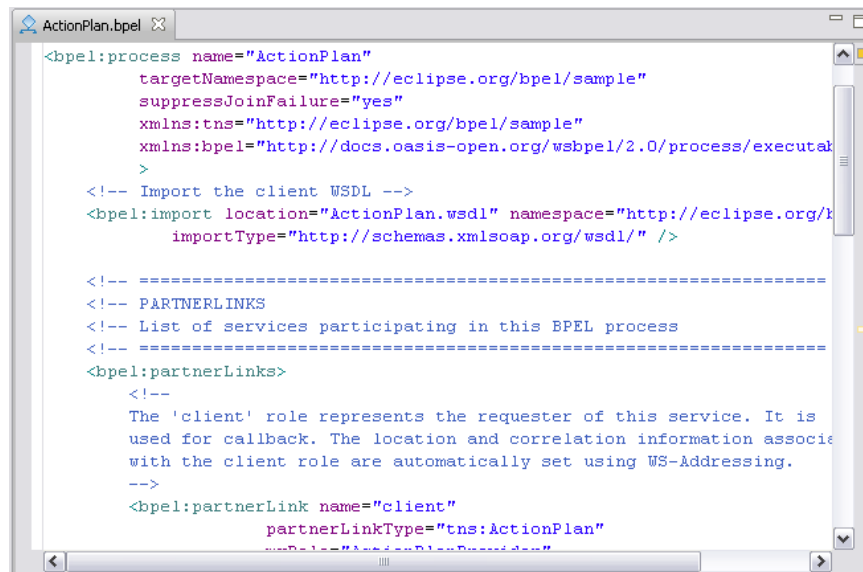 ActionPlan.bpel
<bpel:process name="ActionPlan"
targetNamespace="http://eclipse.org/bpel/sample"
suppressJoinFailure="yes"
xmlns:tns="http://eclipse.org/bpel/sample"
xmlns:bpel="http://docs.oasis-open.org/wsbpel/2.0/process/executab
>
<!-- Import the client WSDL -->
<bpel:import location="ActionPlan.wsdl" namespace="http://eclipse.org/b
importType="http://schemas.xmlsoap.org/wsdl/" />
<!-- =================================================================
<!-- PARTNERLINKS
<!-- List of services participating in this BPEL process
<!-- =================================================================
<bpel:partnerLinks>
<!--
The 'client' role represents the requester of this service. It is
used for callback. The location and correlation information associa
with the client role are automatically set using WS-Addressing.
-->
<bpel:partnerLink name="client"
partnerLinkType="tns:ActionPlan"